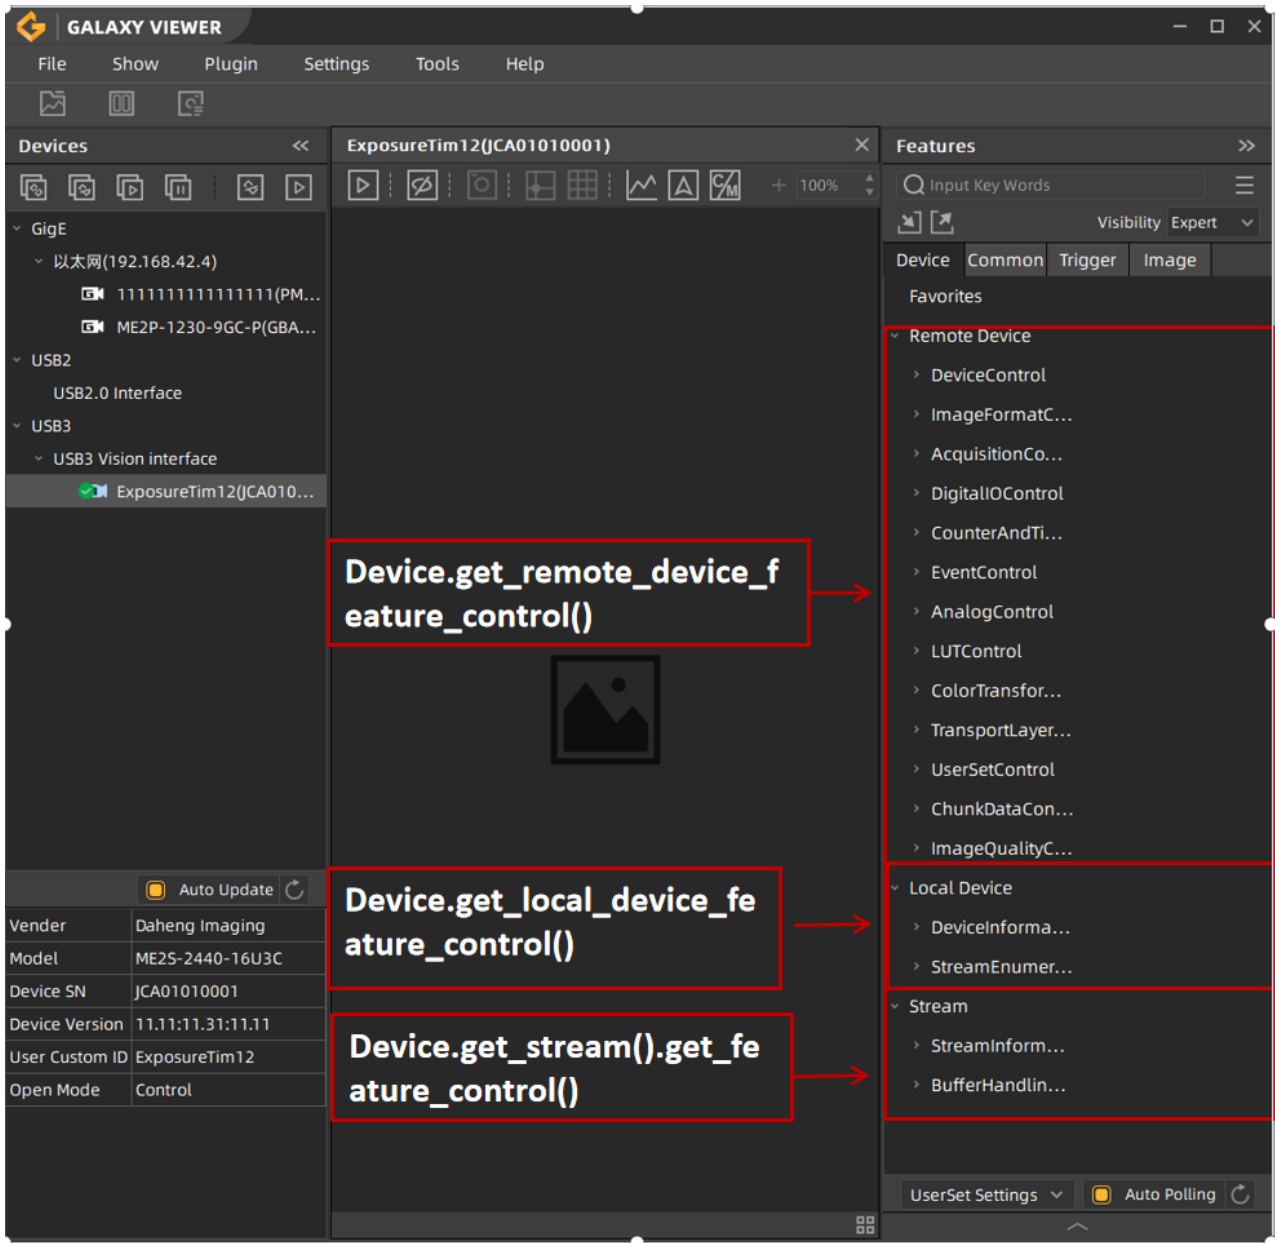 GALAXY VIEWER
File Show Plugin Settings Tools Help
Devices
GigE
以太网(192.168.42.4)
1111111111111111(PM...
ME2P-1230-9GC-P(GBA...
USB2
USB2.0 Interface
USB3
USB3 Vision interface
ExposureTim12(JCA010...
Auto Update
Vender Daheng Imaging
Model ME2S-2440-16U3C
Device SN JCA01010001
Device Version 11.11:11.31:11.11
User Custom ID ExposureTim12
Open Mode Control
ExposureTim12(JCA01010001)
C/M
100%
Device.get_remote_device_f
eature_control()
Device.get_local_device_fe
ature_control()
Device.get_stream().get_fe
ature_control()
Features
Input Key Words
Visibility Expert
Device Common Trigger Image
Favorites
Remote Device
DeviceControl
ImageFormatC...
AcquisitionCo...
DigitalIOControl
CounterAndTi...
EventControl
AnalogControl
LUTControl
ColorTransfor...
TransportLayer...
UserSetControl
ChunkDataCon...
ImageQualityC...
Local Device
DeviceInforma...
StreamEnumer...
Stream
StreamInform...
BufferHandlin...
UserSet Settings Auto Polling